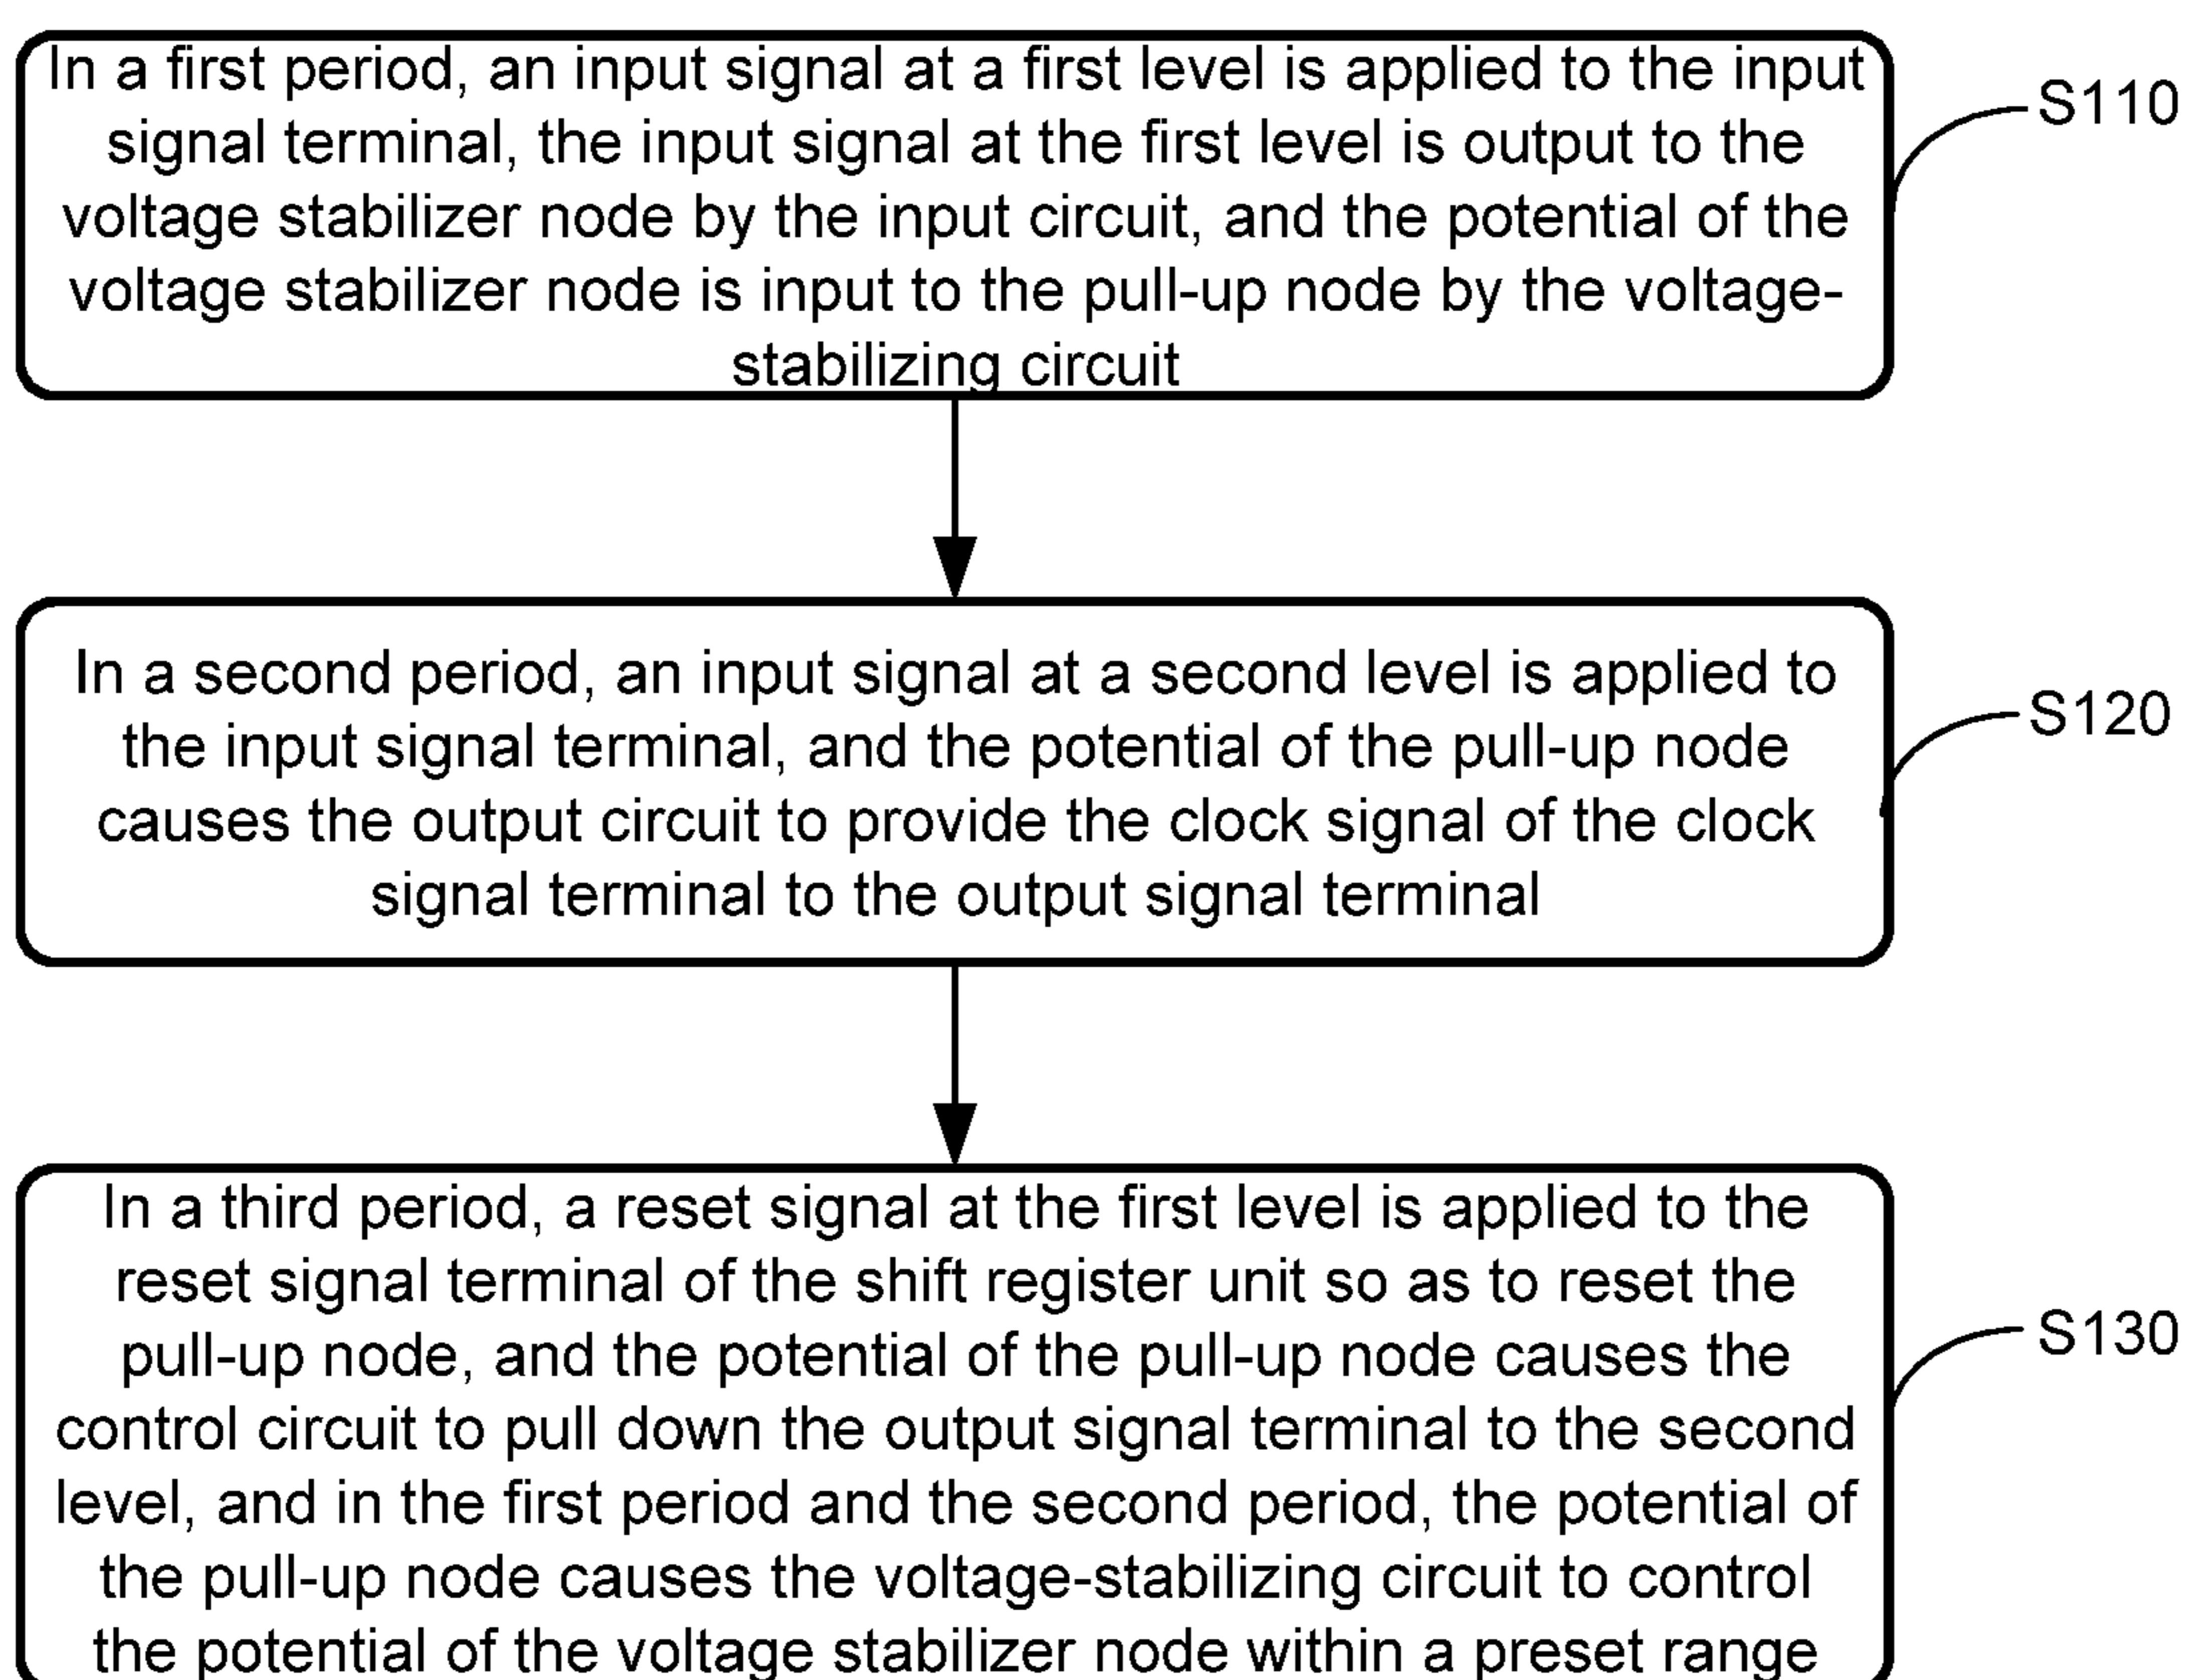 In a first period, an input signal at a first level is applied to the input
signal terminal, the input signal at the first level is output to the
voltage stabilizer node by the input circuit, and the potential of the
voltage stabilizer node is input to the pull-up node by the voltage-
stabilizing circuit
S110
In a second period, an input signal at a second level is applied to
the input signal terminal, and the potential of the pull-up node
causes the output circuit to provide the clock signal of the clock
signal terminal to the output signal terminal
S120
In a third period, a reset signal at the first level is applied to the
reset signal terminal of the shift register unit so as to reset the
pull-up node, and the potential of the pull-up node causes the
control circuit to pull down the output signal terminal to the second
level, and in the first period and the second period, the potential of
the pull-up node causes the voltage-stabilizing circuit to control
the potential of the voltage stabilizer node within a preset range
S130